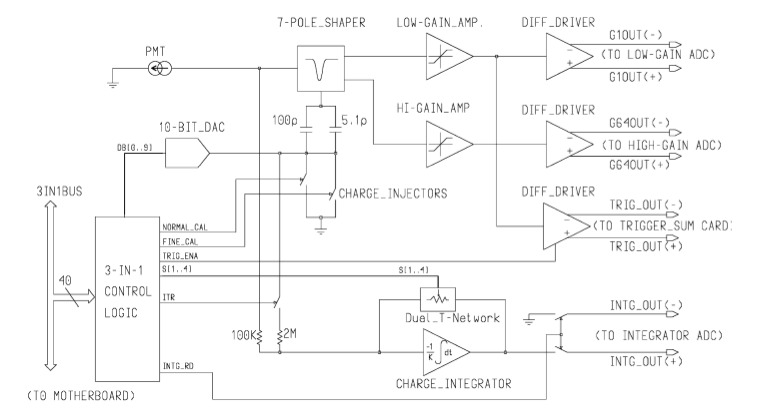 7-POLE_SHAPER
LOW-GAIN_AMP.
DIFF_DRIVER
PMT
G1OUT(-)
(TO LOW-GAIN ADC)
G1OUT(+)
-
+
100p
5.1p
HI-GAIN_AMP
DIFF_DRIVER
10-BIT_DAC
G64OUT(-)
(TO HIGH-GAIN ADC)
G64OUT(+)
-
+
DB[0..9]
3IN1BUS
CHARGE_INJECTORS
DIFF_DRIVER
TRIG_OUT(-)
(TO TRIGGER_SUM CARD)
TRIG_OUT(+)
-
+
NORMAL_CAL
FINE_CAL
TRIG_ENA
S[1..4]
S[1..4]
40
3-IN-1
CONTROL
LOGIC
ITR
Dual_T-Network
INTG_OUT(-)
100K
2M
(TO INTEGRATOR ADC)
-1
K
dt
INTG_OUT(+)
INTG_RD
CHARGE_INTEGRATOR
(TO MOTHERBOARD)